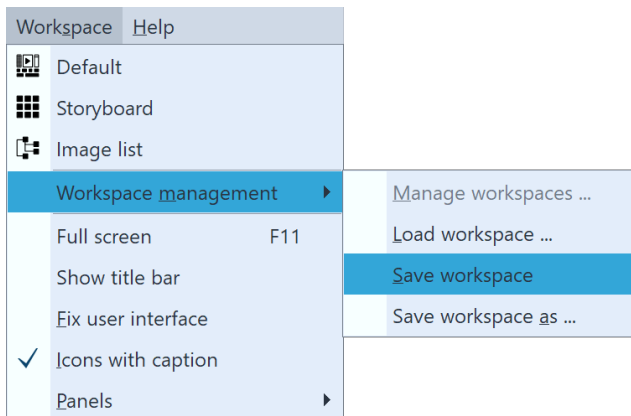 Workspace Help
Default
Storyboard
Image list
Workspace management
Manage workspaces ...
Load workspace ...
Save workspace
Save workspace as ...
Full screen F11
Show title bar
Fix user interface
Icons with caption
Panels